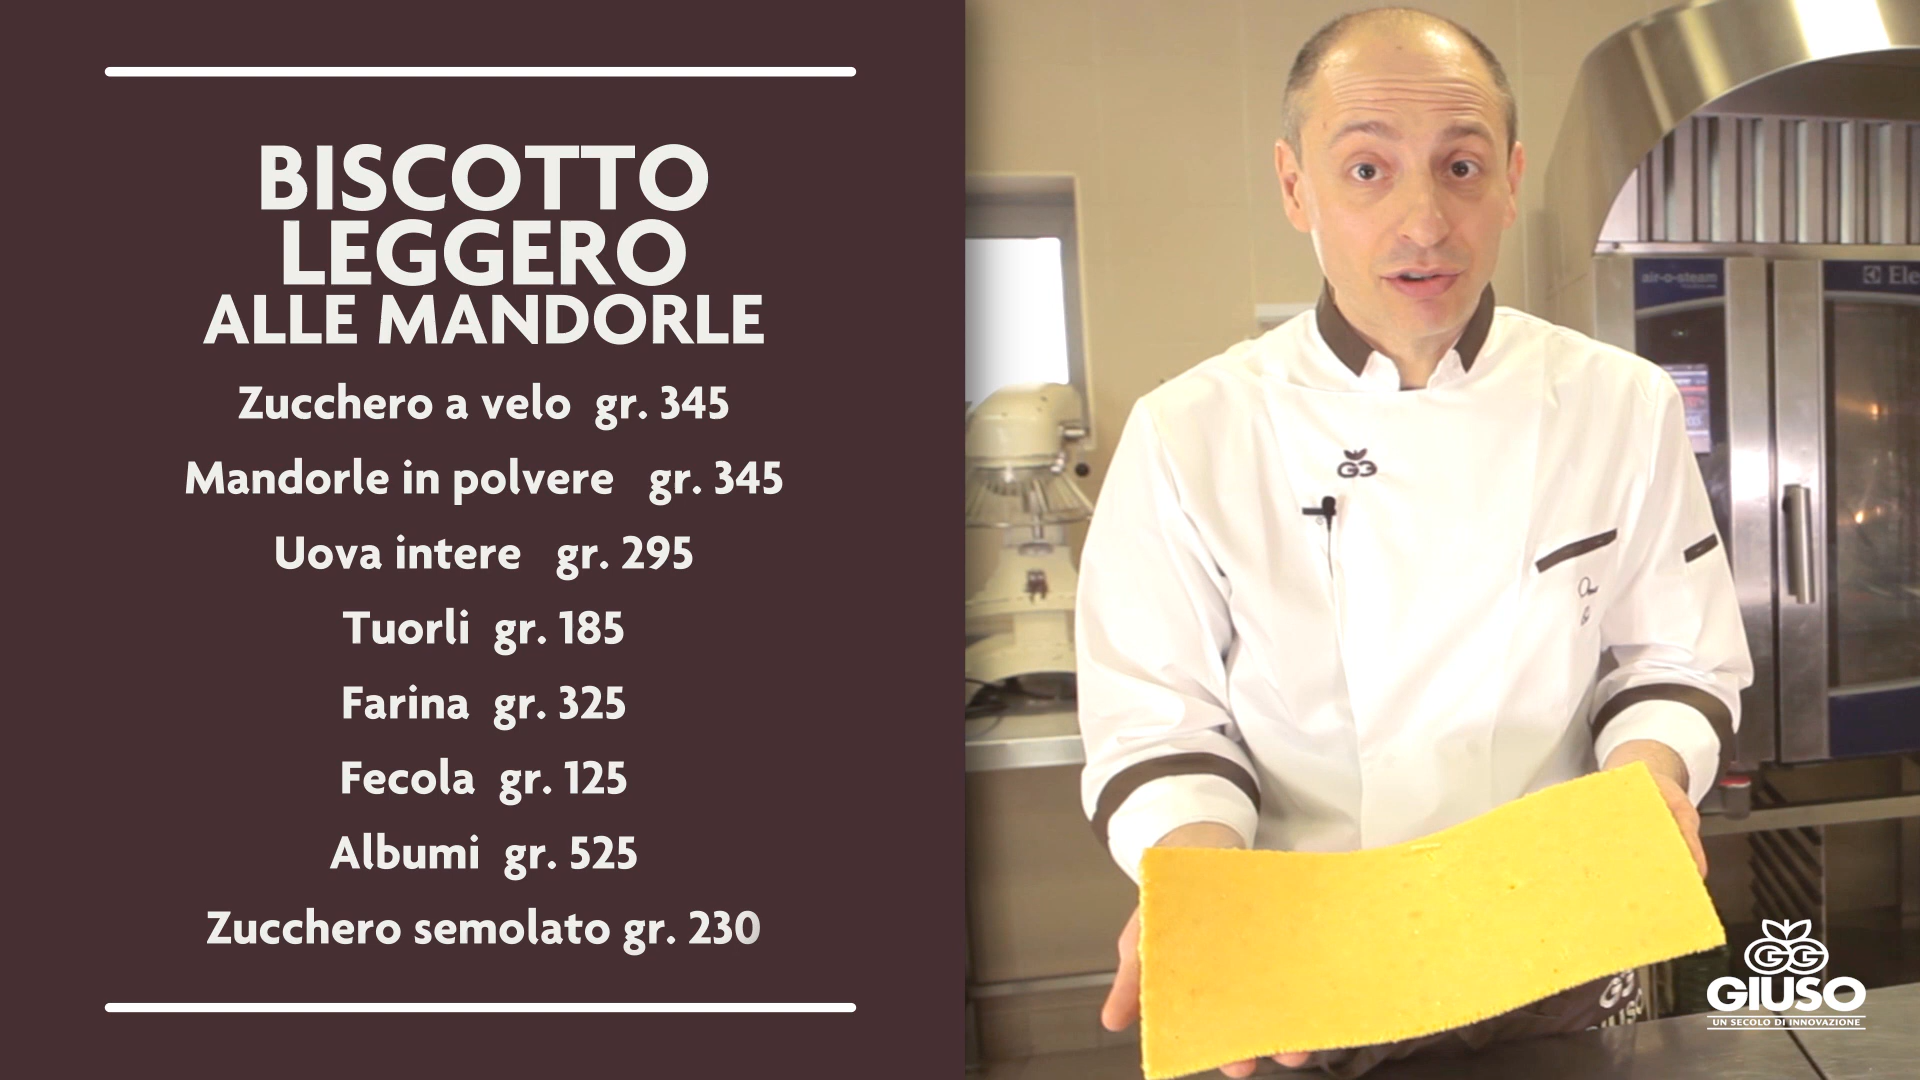 BISCOTTO
LEGGERO
ALLE MANDORLE
Zucchero a velo gr. 345
Mandorle in polvere gr. 345
Uova intere gr. 295
Tuorli gr. 185
Farina gr. 325
Fecola gr. 125
Albumi gr. 525
Zucchero semolato gr. 230
air-o-steam
Ele
GIUSO
UN SECOLO DI INNOVAZIONE